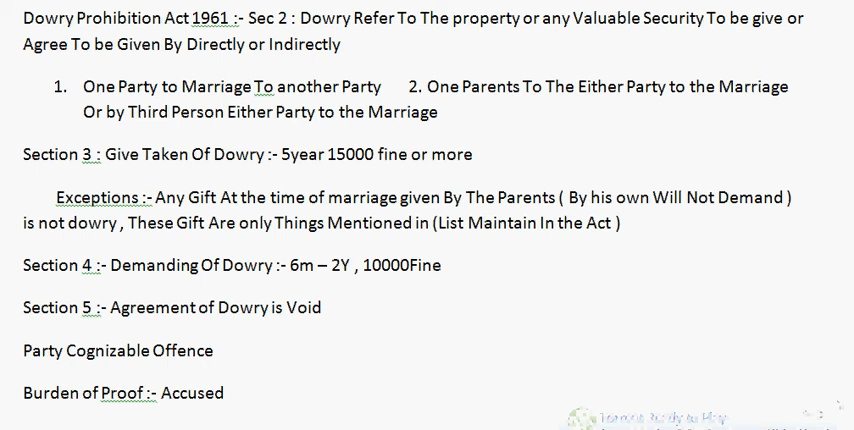 Dowry Prohibition Act 1961 :- Sec 2 : Dowry Refer To The property or any Valuable Security To be give or
Agree To be Given By Directly or Indirectly
1. One Party to Marriage To another Party 2. One Parents To The Either Party to the Marriage
Or by Third Person Either Party to the Marriage
Section 3 : Give Taken Of Dowry :- 5year 15000 fine or more
Exceptions :- Any Gift At the time of marriage given By The Parents ( By his own Will Not Demand )
is not dowry , These Gift Are only Things Mentioned in (List Maintain In the Act )
Section 4 :- Demanding Of Dowry :- 6m – 2Y , 10000Fine
Section 5 :- Agreement of Dowry is Void
Party Cognizable Offence
Burden of Proof :- Accused